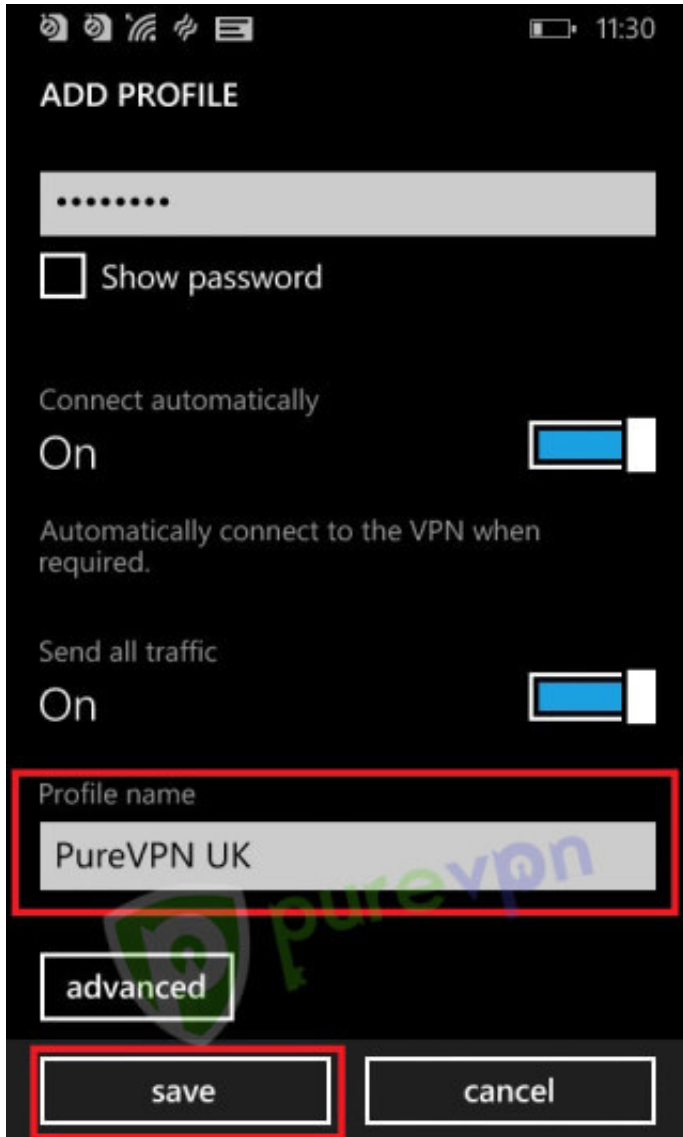 11:30
ADD PROFILE
••••••••
Show password
Connect automatically
On
Automatically connect to the VPN when
required.
Send all traffic
On
Profile name
PureVPN UK
purevpn
advanced
save
cancel